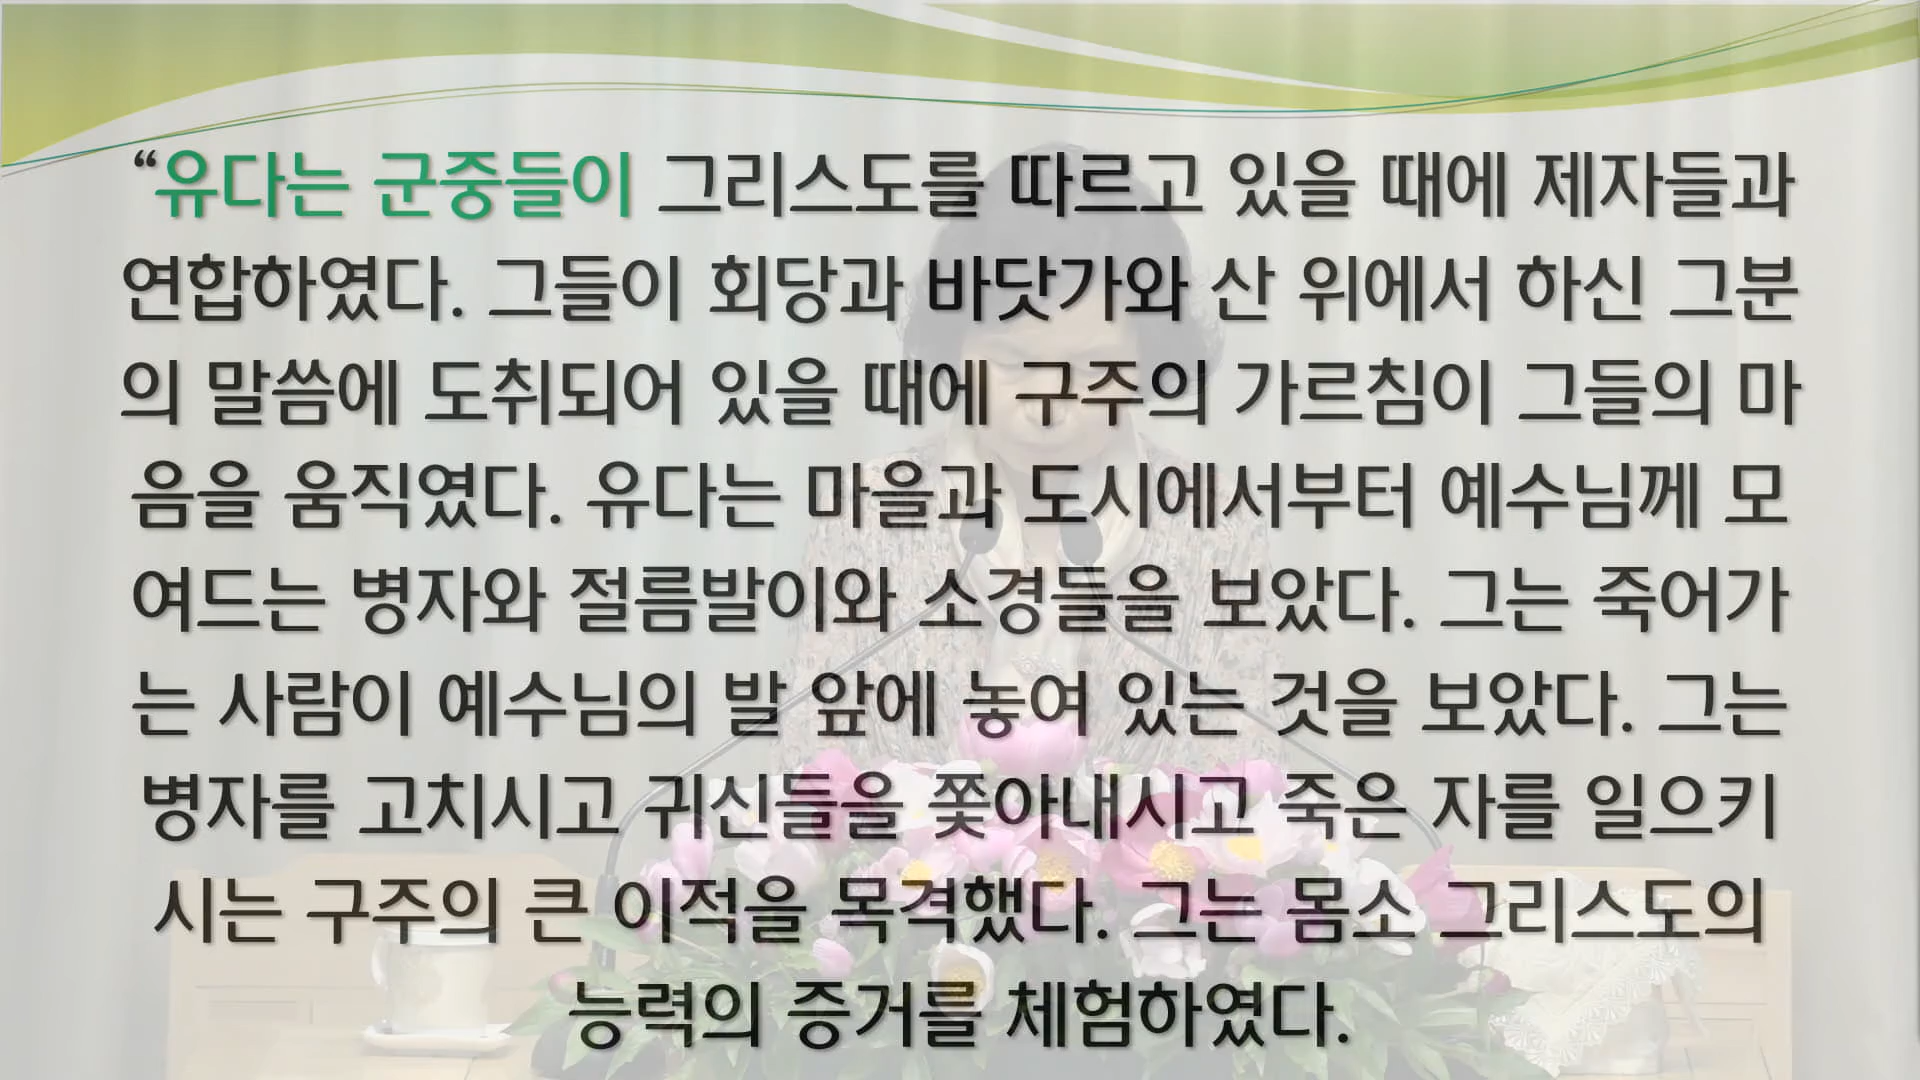 “유다는 군중들이 그리스도를 따르고 있을 때에 제자들과
연합하였다. 그들이 회당과 바닷가와 산 위에서 하신 그분
의 말씀에 도취되어 있을 때에 구주의 가르침이 그들의 마
음을 움직였다. 유다는 마을과 도시에서부터 예수님께 모
여드는 병자와 절름발이와 소경들을 보았다. 그는 죽어가
는 사람이 예수님의 발 앞에 놓여 있는 것을 보았다. 그는
병자를 고치시고 귀신들을 쫓아내시고 죽은 자를 일으키
시는 구주의 큰 이적을 목격했다. 그는 몸소 그리스도의
능력의 증거를 체험하였다.